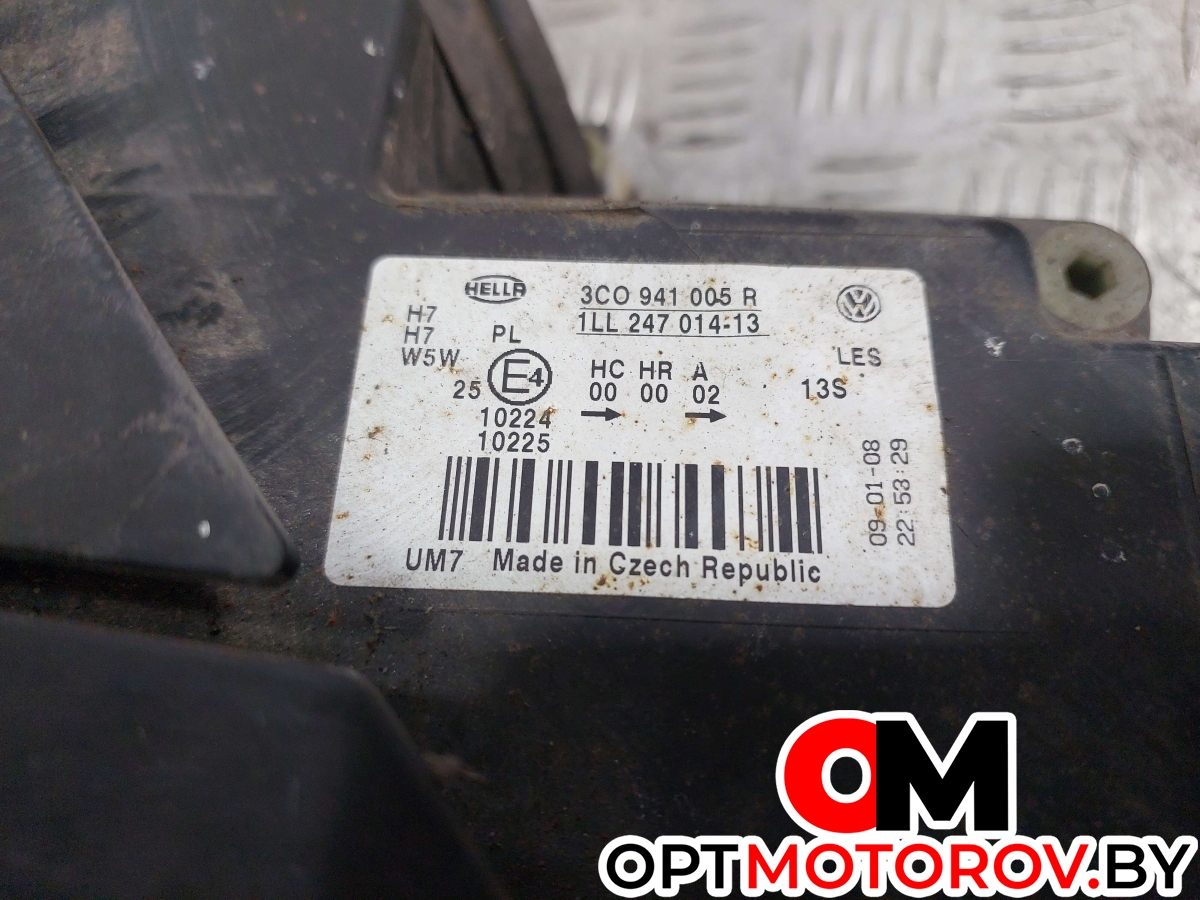 HELLA
3CO 941 005 R
1LL 247 014-13
H7
H7
W5W
PL
25 E4
10224
10225
HC HR A
00 00 02
LES
13S
09-01-08
22:53:29
UM7 Made in Czech Republic
OM
OPTMOTOROV.BY